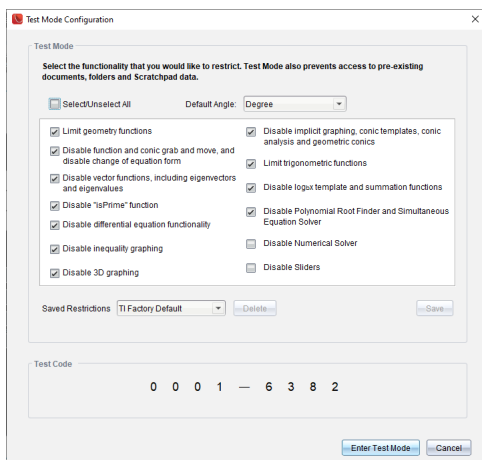 Test Mode Configuration
Test Mode
Select the functionality that you would like to restrict. Test Mode also prevents access to pre-existing
documents, folders and Scratchpad data.
Select/Unselect All
Default Angle: Degree
Limit geometry functions
Disable function and conic grab and move, and
disable change of equation form
Disable vector functions, including eigenvectors
and eigenvalues
Disable "isPrime" function
Disable differential equation functionality
Disable inequality graphing
Disable 3D graphing
Disable implicit graphing, conic templates, conic
analysis and geometric conics
Limit trigonometric functions
Disable logbx template and summation functions
Disable Polynomial Root Finder and Simultaneous
Equation Solver
Disable Numerical Solver
Disable Sliders
Saved Restrictions TI Factory Default Delete Save
Test Code
0 0 0 1 — 6 3 8 2
Enter Test Mode Cancel